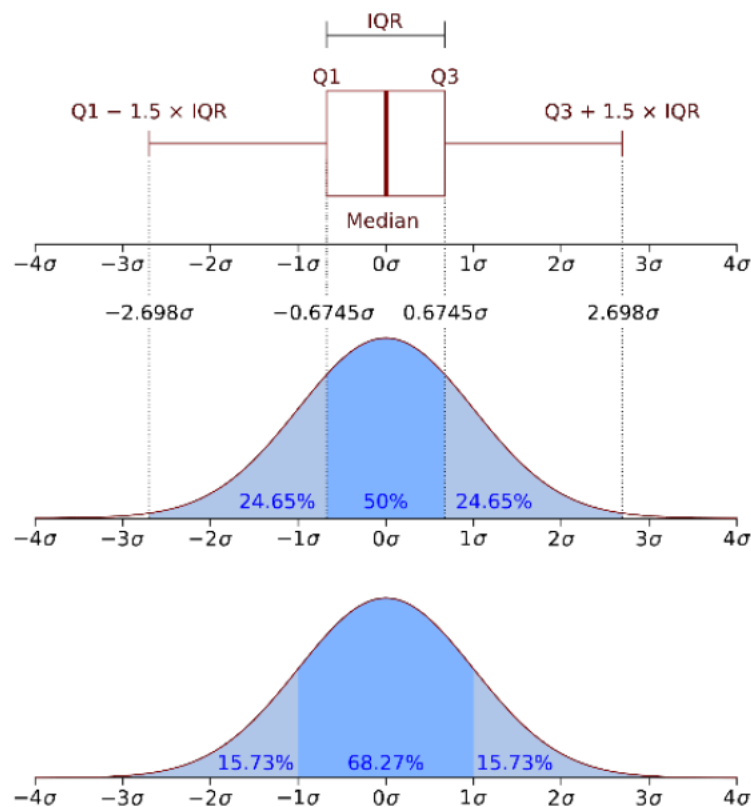 IQR
Q1 Q3
Q1 − 1.5 × IQR Q3 + 1.5 × IQR
Median
−4σ −3σ −2σ −1σ 0σ 1σ 2σ 3σ 4σ
−2.698σ −0.6745σ 0.6745σ 2.698σ
24.65% 50% 24.65%
−4σ −3σ −2σ −1σ 0σ 1σ 2σ 3σ 4σ
15.73% 68.27% 15.73%
−4σ −3σ −2σ −1σ 0σ 1σ 2σ 3σ 4σ